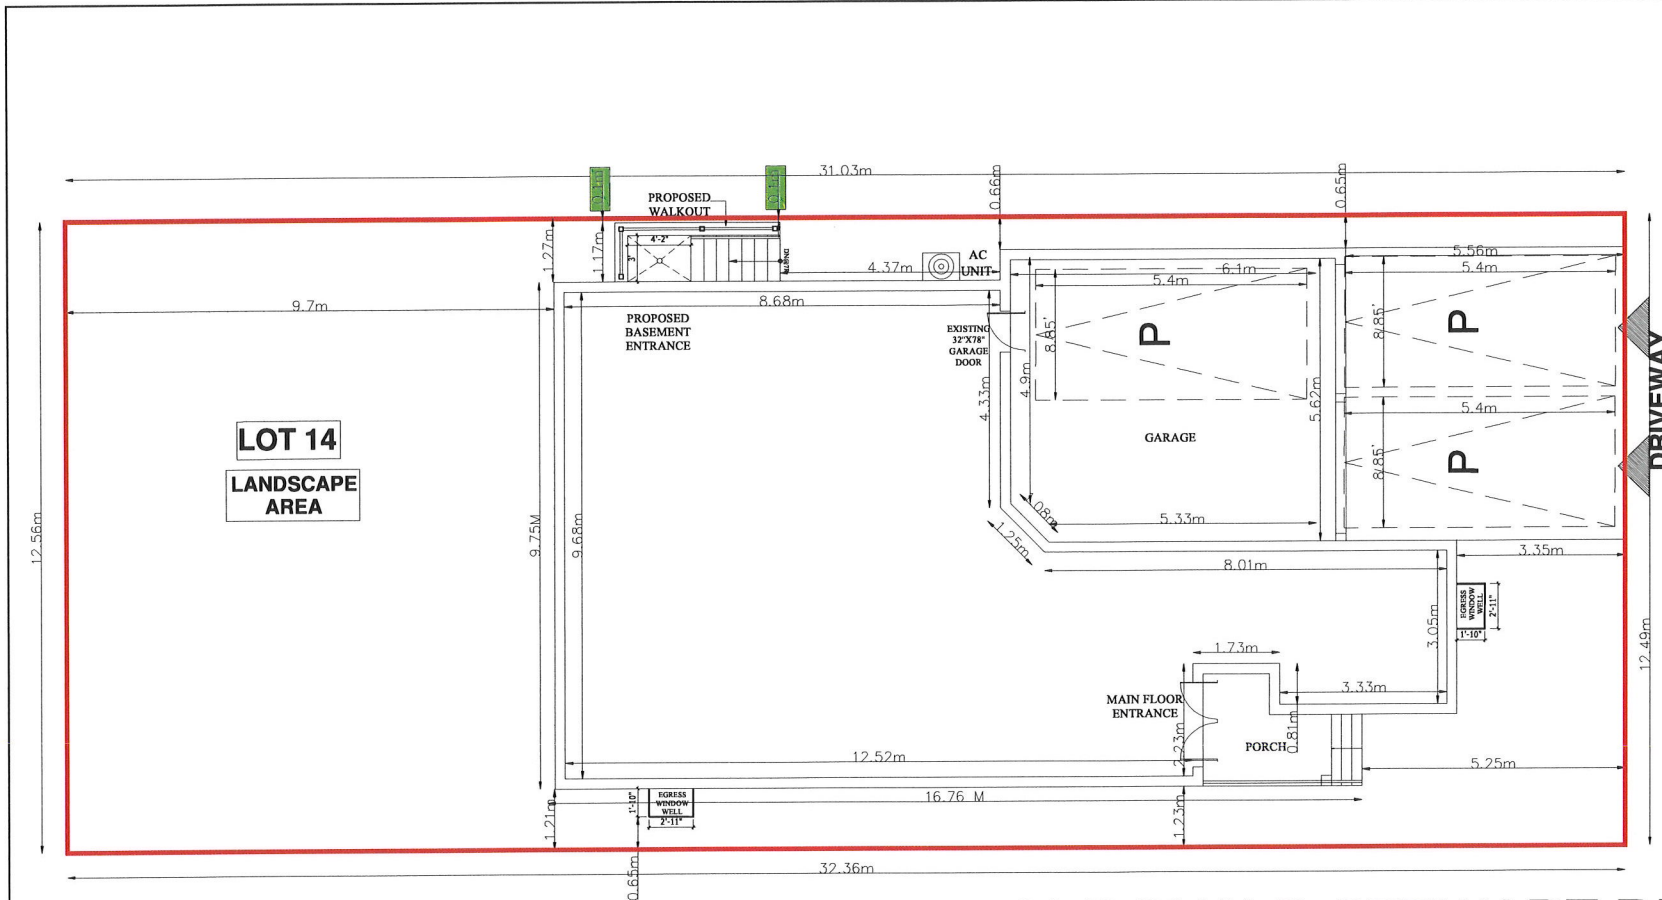 31.03m
0.66m
0.65m
PROPOSED
WALKOUT
1.27m
1.17m
4'-2"
3'
4.37m
AC
UNIT
5.56m
6.1m
5.4m
5.4m
9.7m
8.68m
PROPOSED
BASEMENT
ENTRANCE
EXISTING
32"X78"
GARAGE
DOOR
8.85'
P
8.85'
P
DRIVEWAY
4.33m
4.9m
5.62m
5.4m
GARAGE
8.85'
P
LOT 14
LANDSCAPE
AREA
12.56m
9.75M
9.68m
1.08m
5.33m
1.25m
8.01m
3.35m
EGRESS
WINDOW
WELL
2'-11"
1'-10"
3.05m
12.49m
1.73m
3.33m
MAIN FLOOR
ENTRANCE
2.23m
0.81m
PORCH
12.52m
5.25m
16.76 M
1'-10"
EGRESS
WINDOW
WELL
2'-11"
1.21m
1.23m
0.65m
32.36m